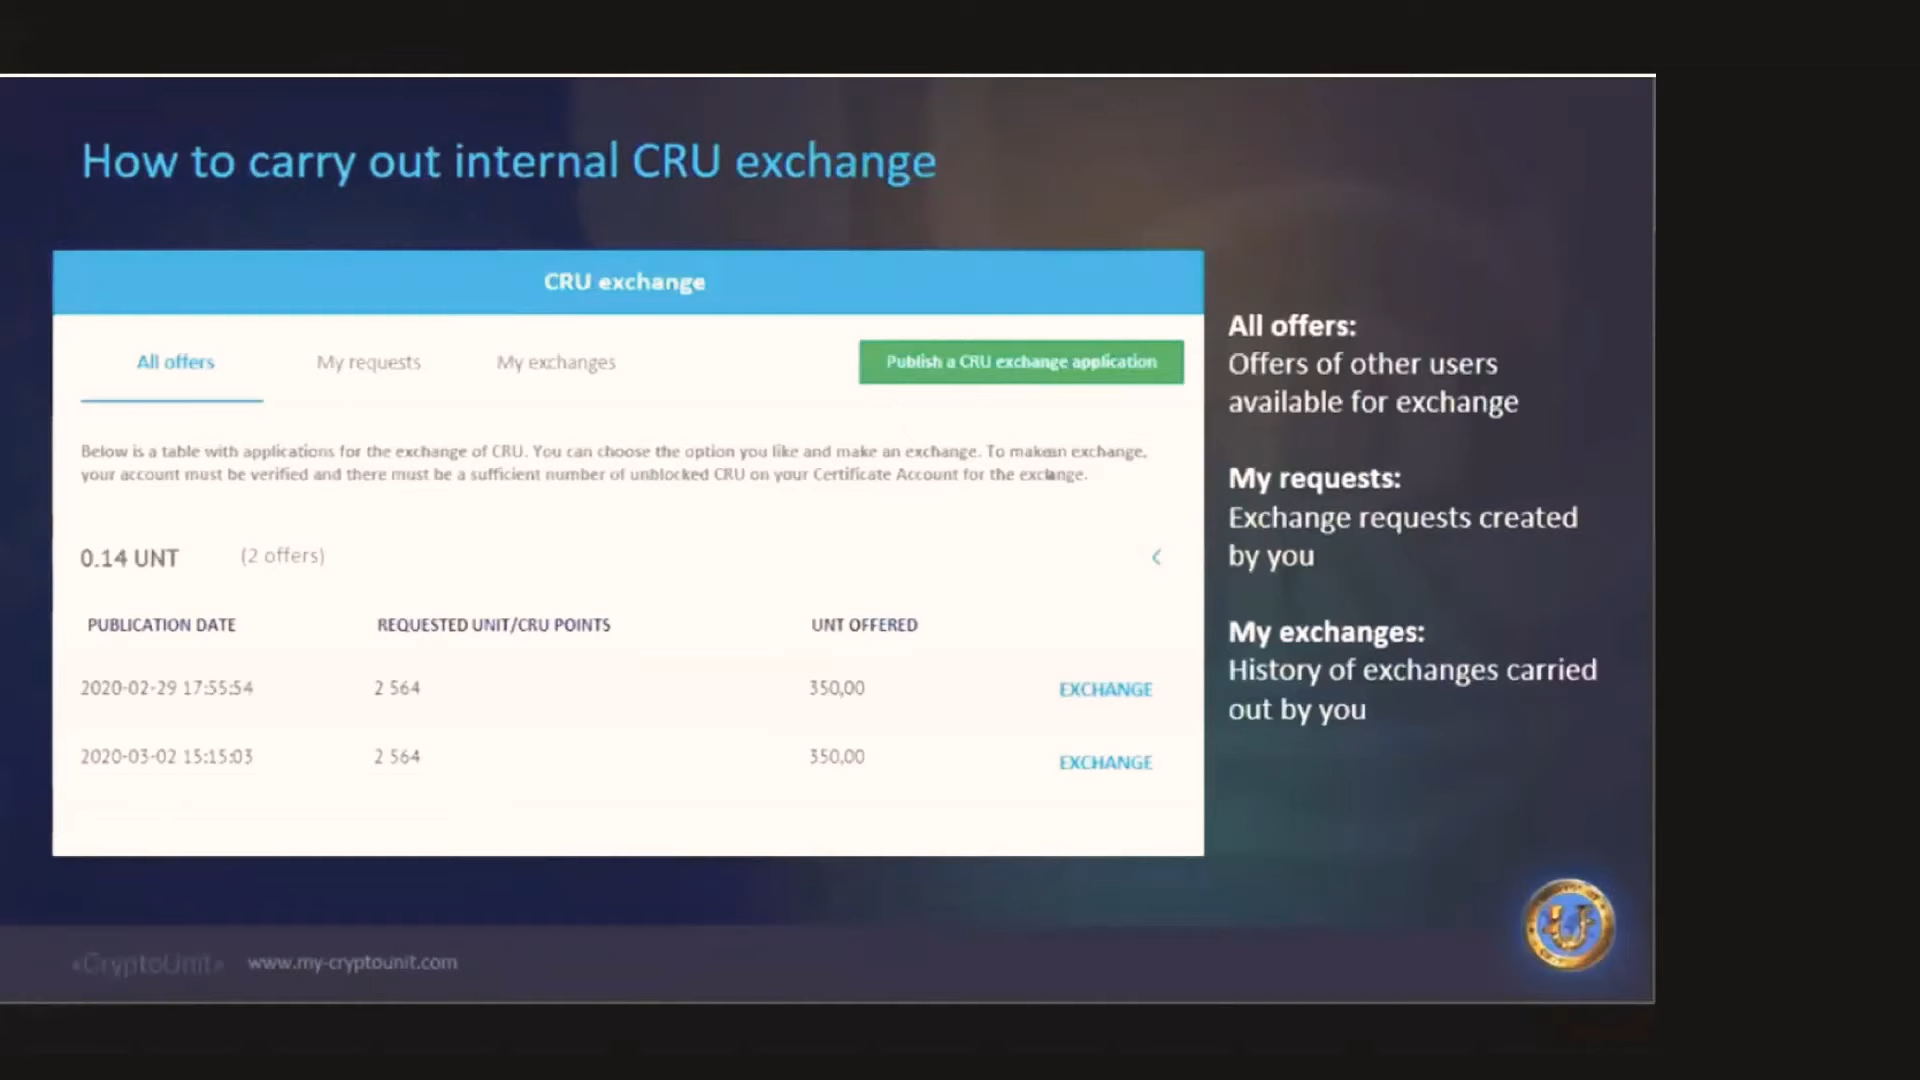 How to carry out internal CRU exchange
CRU exchange
All offers
My requests
My exchanges
Publish a CRU exchange application
Below is a table with applications for the exchange of CRU. You can choose the option you like and make an exchange. To make an exchange,
your account must be verified and there must be a sufficient number of unblocked CRU on your Certificate Account for the exchange.
0.14 UNT (2 offers)
PUBLICATION DATE REQUESTED UNIT/CRU POINTS UNT OFFERED
2020-02-29 17:55:54 2 564 350,00 EXCHANGE
2020-03-02 15:15:03 2 564 350,00 EXCHANGE
All offers:
Offers of other users
available for exchange
My requests:
Exchange requests created
by you
My exchanges:
History of exchanges carried
out by you
«CryptoUnit» www.my-cryptounit.com